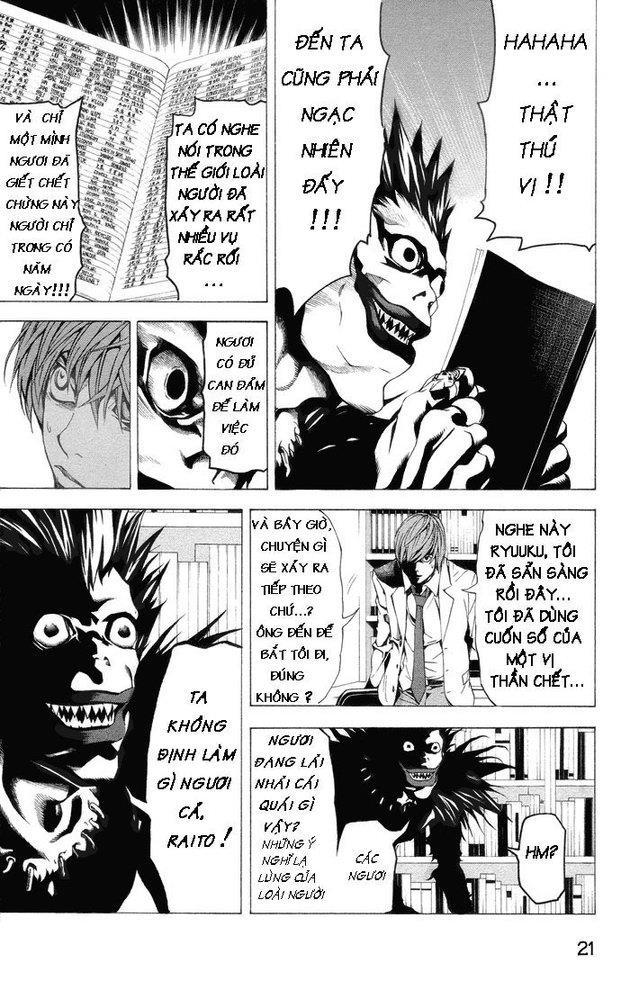 HAHAHA
...
THẬT
THÚ
VỊ !!
ĐẾN TA
CŨNG PHẢI
NGẠC
NHIÊN
ĐẤY
!!!
TA CÓ NGHE
NÓI TRONG
THẾ GIỚI LOÀI
NGƯỜI ĐÃ
XẢY RA RẤT
NHIỀU VỤ
RẮC RỐI
...
VÀ CHỈ
MỘT MÌNH
NGƯƠI ĐÃ
GIẾT CHẾT
CHỪNG NÀY
NGƯỜI CHỈ
TRONG CÓ
NĂM
NGÀY!!!
NGƯƠI
CÓ ĐỦ
CAN ĐẢM
ĐỂ LÀM
VIỆC
ĐÓ
NGHE NÀY
RYUUKU, TÔI
ĐÃ SẲN SÀNG
RỒI ĐÂY...
TÔI ĐÃ DÙNG
CUỐN SỔ CỦA
MỘT VỊ
THẦN CHẾT...
VÀ BÂY GIỜ,
CHUYỆN GÌ
SẼ XẢY RA
TIẾP THEO
CHỨ...?
ÔNG ĐẾN ĐỂ
BẮT TÔI ĐI,
ĐÚNG
KHÔNG ?
HM?
CÁC
NGƯƠI
NGƯƠI
ĐANG LẢI
NHẢI CÁI
QUÁI GÌ
VẬY?
NHỮNG Ý
NGHĨ LẠ
LÙNG CỦA
LOÀI NGƯỜI
TA
KHÔNG
ĐỊNH LÀM
GÌ NGƯƠI
CẢ,
RAITO !
21